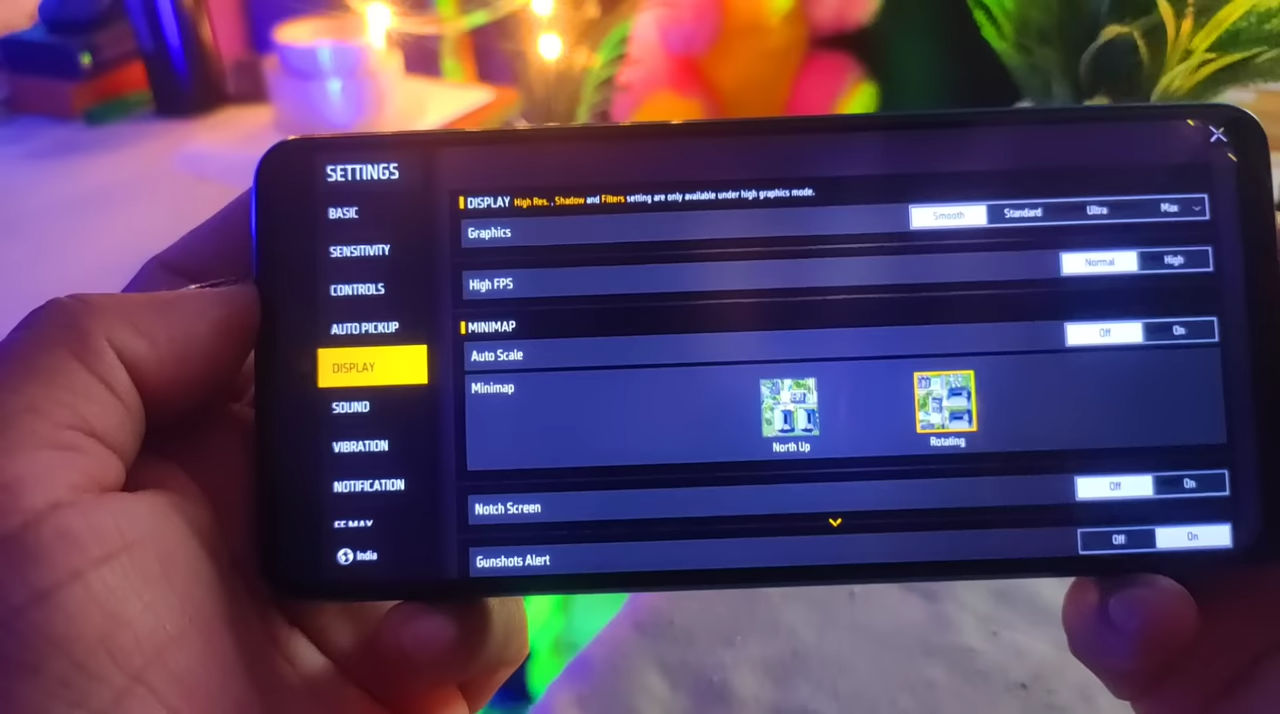 SETTINGS
BASIC
SENSITIVITY
CONTROLS
AUTO PICKUP
DISPLAY
SOUND
VIBRATION
NOTIFICATION
FF MAX
India
DISPLAY High Res. , Shadow and Filters setting are only available under high graphics mode.
Graphics Smooth Standard Ultra Max
High FPS Normal High
MINIMAP
Auto Scale Off On
Minimap
North Up Rotating
Notch Screen Off On
Gunshots Alert Off On